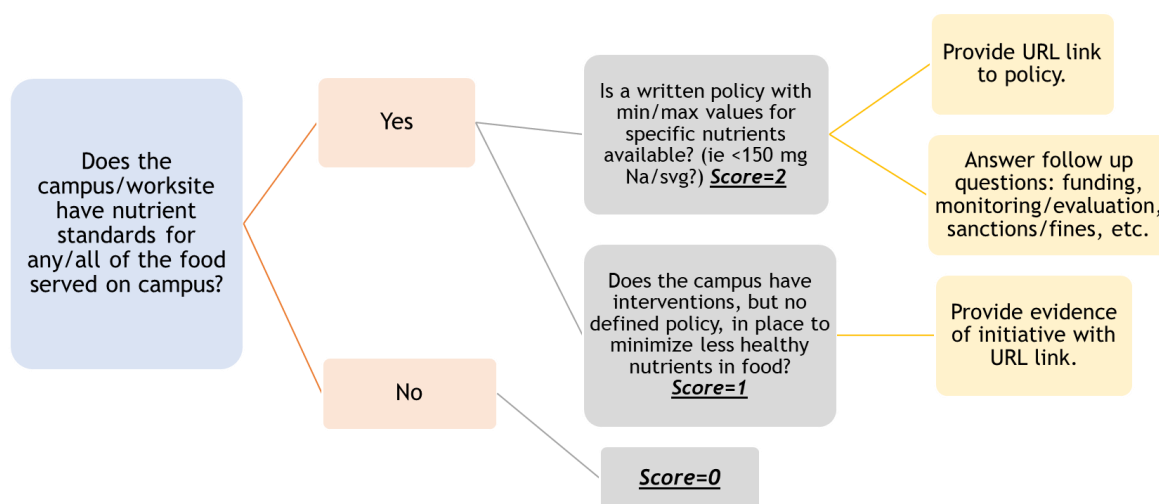 Does the
campus/worksite
have nutrient
standards for
any/all of the food
served on campus?
Yes
No
Is a written policy with
min/max values for
specific nutrients
available? (ie <150 mg
Na/svg?) Score=2
Does the campus have
interventions, but no
defined policy, in place to
minimize less healthy
nutrients in food?
Score=1
Score=0
Provide URL link
to policy.
Answer follow up
questions: funding,
monitoring/evaluation,
sanctions/fines, etc.
Provide evidence
of initiative with
URL link.